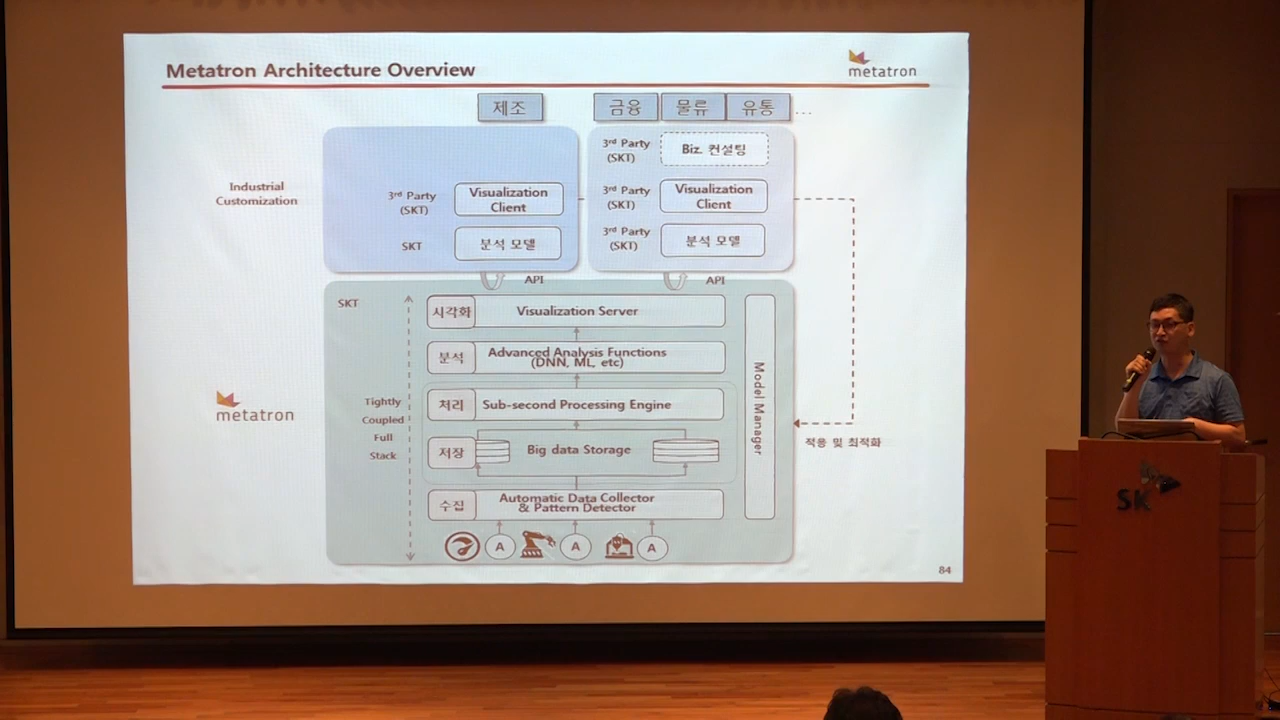 Metatron Architecture Overview
metatron
제조
금융
물류
유통
...
3rd Party
(SKT)
Biz. 컨설팅
Industrial
Customization
3rd Party
(SKT)
Visualization
Client
3rd Party
(SKT)
Visualization
Client
SKT
분석 모델
3rd Party
(SKT)
분석 모델
API
API
SKT
시각화
Visualization Server
분석
Advanced Analysis Functions
(DNN, ML, etc)
처리
Sub-second Processing Engine
저장
Big data Storage
수집
Automatic Data Collector
& Pattern Detector
Model Manager
Tightly
Coupled
Full
Stack
metatron
적응 및 최적화
A
A
A
84
SK